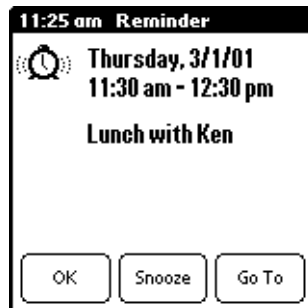 11:25 am Reminder
Thursday, 3/1/01
11:30 am - 12:30 pm
Lunch with Ken
OK Snooze Go To